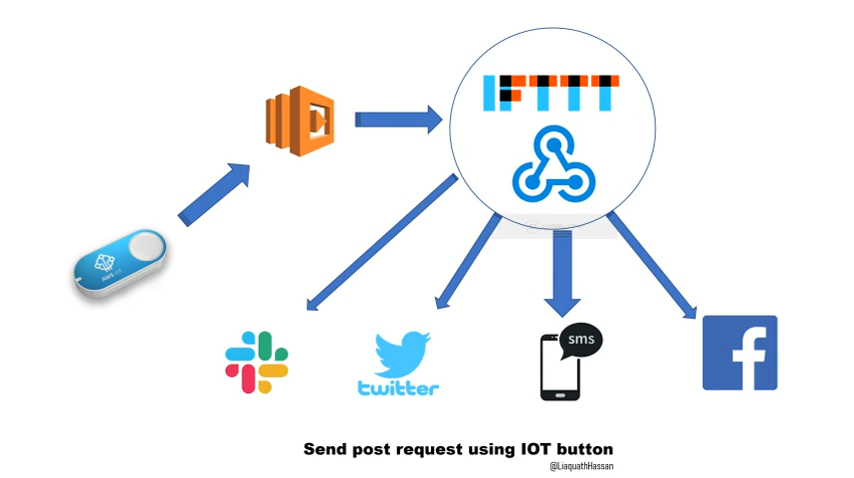 IFTTT
sms
twitter
Send post request using IOT button
@LiaquathHassan